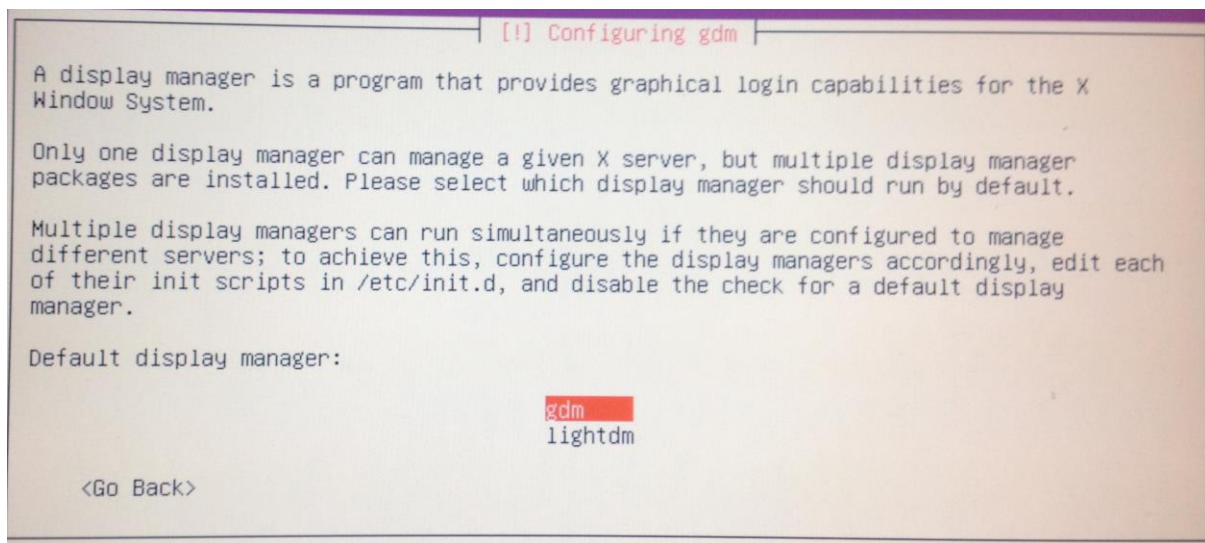 [!] Configuring gdm
A display manager is a program that provides graphical login capabilities for the X
Window System.
Only one display manager can manage a given X server, but multiple display manager
packages are installed. Please select which display manager should run by default.
Multiple display managers can run simultaneously if they are configured to manage
different servers; to achieve this, configure the display managers accordingly, edit each
of their init scripts in /etc/init.d, and disable the check for a default display
manager.
Default display manager:
gdm
lightdm
<Go Back>